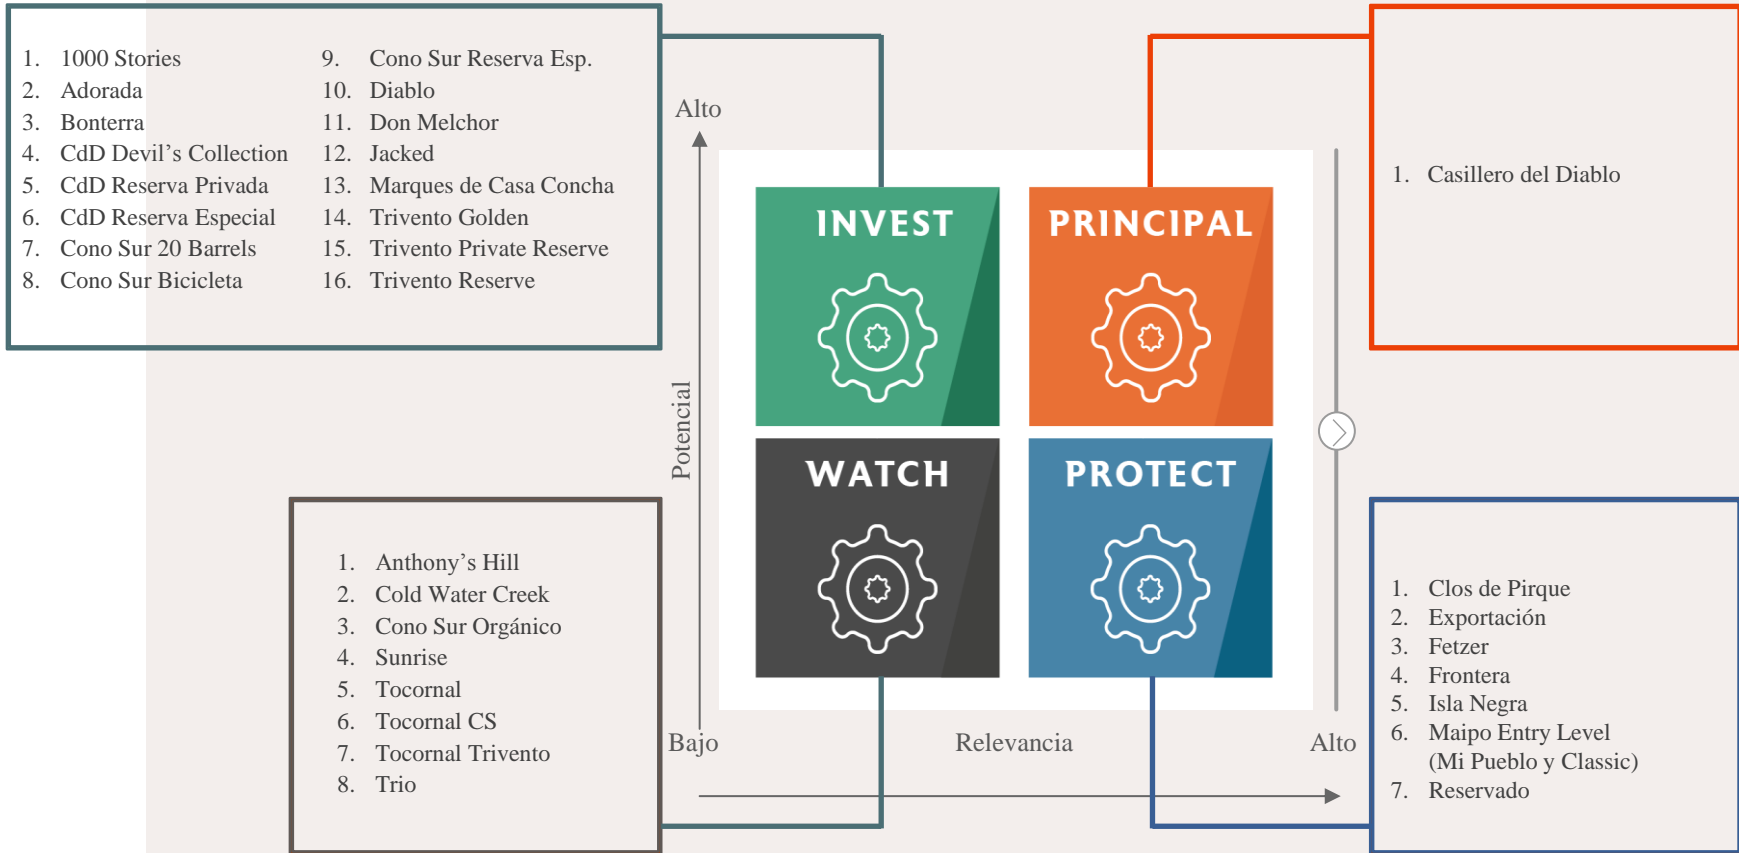 1. 1000 Stories
2. Adorada
3. Bonterra
4. CdD Devil’s Collection
5. CdD Reserva Privada
6. CdD Reserva Especial
7. Cono Sur 20 Barrels
8. Cono Sur Bicicleta
9. Cono Sur Reserva Esp.
10. Diablo
11. Don Melchor
12. Jacked
13. Marques de Casa Concha
14. Trivento Golden
15. Trivento Private Reserve
16. Trivento Reserve
Alto
INVEST
PRINCIPAL
1. Casillero del Diablo
Potencial
WATCH
PROTECT
1. Anthony’s Hill
2. Cold Water Creek
3. Cono Sur Orgánico
4. Sunrise
5. Tocornal
6. Tocornal CS
7. Tocornal Trivento
8. Trio
Bajo
Relevancia
Alto
1. Clos de Pirque
2. Exportación
3. Fetzer
4. Frontera
5. Isla Negra
6. Maipo Entry Level
(Mi Pueblo y Classic)
7. Reservado